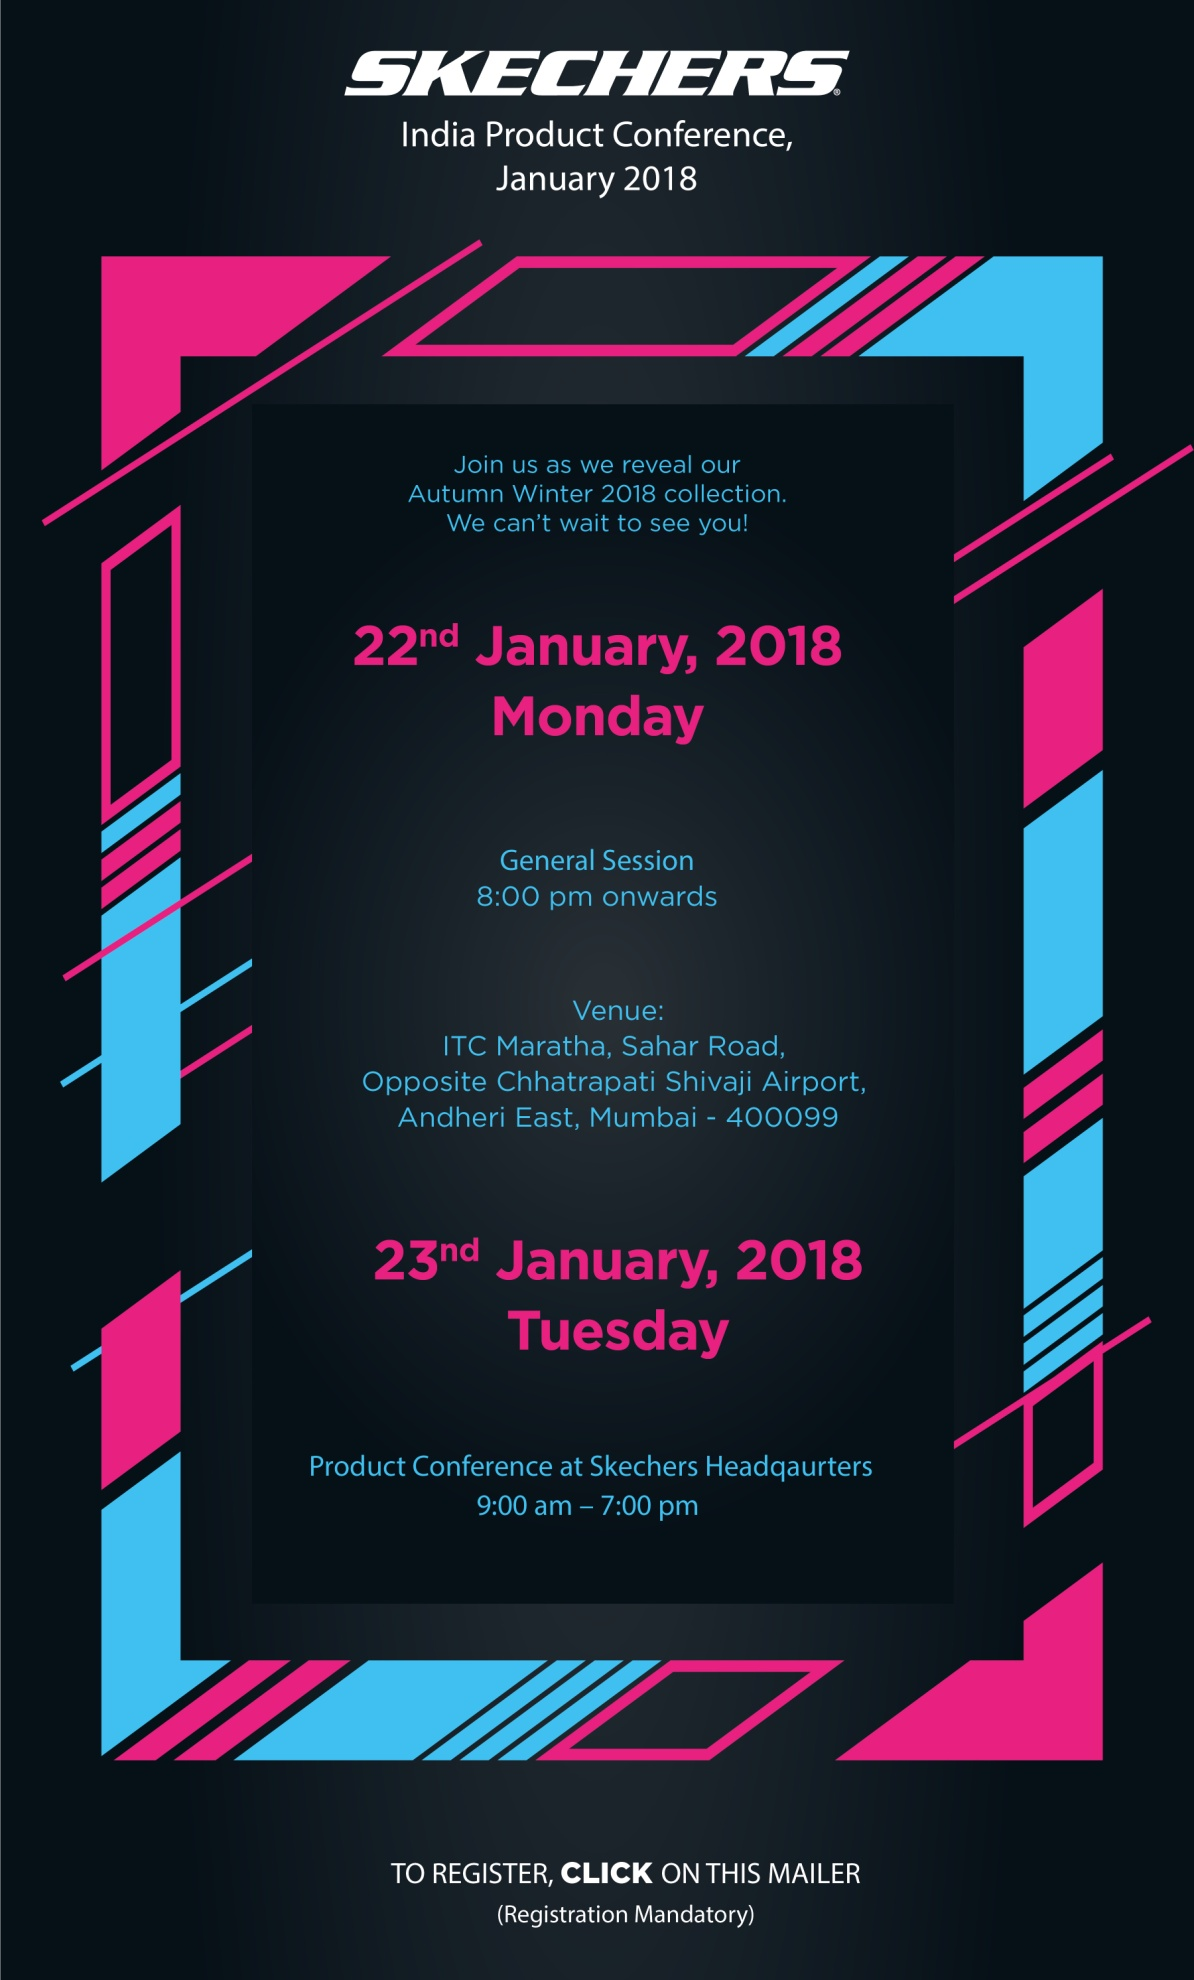 SKECHERS®
India Product Conference,
January 2018
Join us as we reveal our
Autumn Winter 2018 collection.
We can't wait to see you!
22nd January, 2018
Monday
General Session
8:00 pm onwards
Venue:
ITC Maratha, Sahar Road,
Opposite Chhatrapati Shivaji Airport,
Andheri East, Mumbai - 400099
23nd January, 2018
Tuesday
Product Conference at Skechers Headqaurters
9:00 am – 7:00 pm
TO REGISTER, CLICK ON THIS MAILER
(Registration Mandatory)